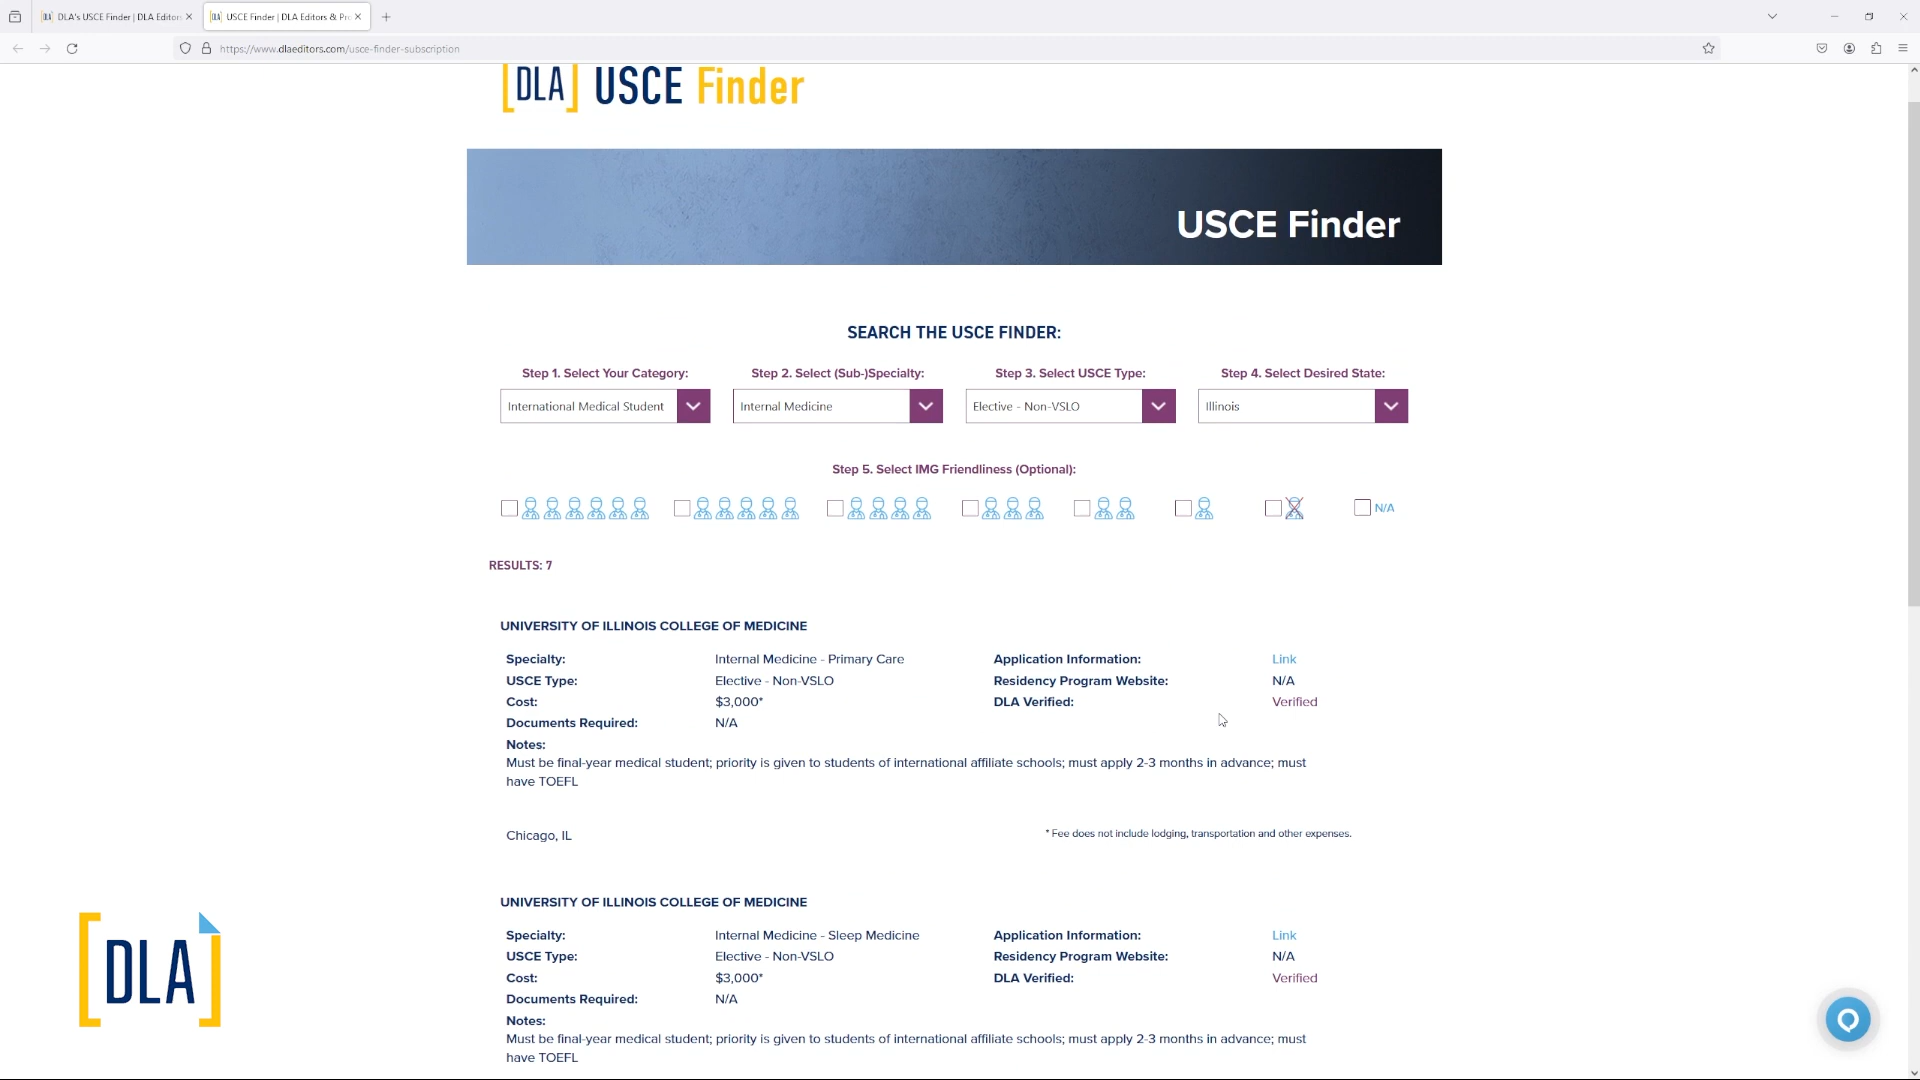 DLA's USCE Finder | DLA Editor
USCE Finder | DLA Editors & Pr
https://www.dlaeditors.com/usce-finder-subscription
[DLA] USCE Finder
USCE Finder
SEARCH THE USCE FINDER:
Step 1. Select Your Category: Step 2. Select (Sub-)Specialty: Step 3. Select USCE Type: Step 4. Select Desired State:
International Medical Student Internal Medicine Elective - Non-VSLO Illinois
Step 5. Select IMG Friendliness (Optional):
N/A
RESULTS: 7
UNIVERSITY OF ILLINOIS COLLEGE OF MEDICINE
Specialty: Internal Medicine - Primary Care Application Information: Link
USCE Type: Elective - Non-VSLO Residency Program Website: N/A
Cost: $3,000* DLA Verified: Verified
Documents Required: N/A
Notes:
Must be final-year medical student; priority is given to students of international affiliate schools; must apply 2-3 months in advance; must
have TOEFL
Chicago, IL * Fee does not include lodging, transportation and other expenses.
UNIVERSITY OF ILLINOIS COLLEGE OF MEDICINE
Specialty: Internal Medicine - Sleep Medicine Application Information: Link
USCE Type: Elective - Non-VSLO Residency Program Website: N/A
Cost: $3,000* DLA Verified: Verified
Documents Required: N/A
Notes:
Must be final-year medical student; priority is given to students of international affiliate schools; must apply 2-3 months in advance; must
have TOEFL
[DLA]